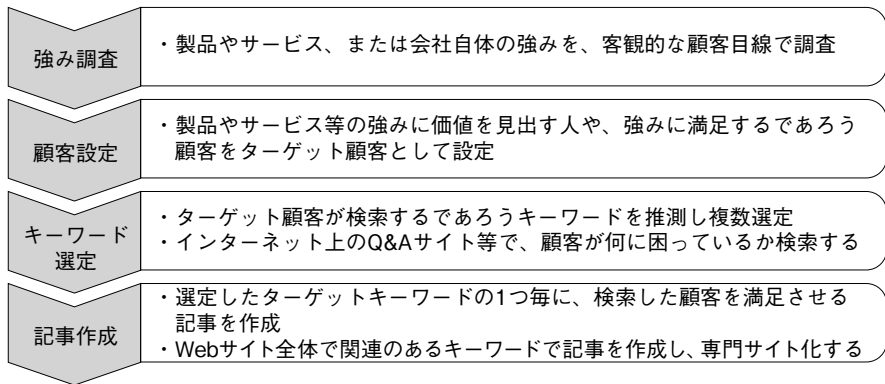 強み調査
・製品やサービス、または会社自体の強みを、客観的な顧客目線で調査
顧客設定
・製品やサービス等の強みに価値を見出す人や、強みに満足するであろう
顧客をターゲット顧客として設定
キーワード
選定
・ターゲット顧客が検索するであろうキーワードを推測し複数選定
・インターネット上のQ&Aサイト等で、顧客が何に困っているか検索する
記事作成
・選定したターゲットキーワードの1つ毎に、検索した顧客を満足させる
記事を作成
・Webサイト全体で関連のあるキーワードで記事を作成し、専門サイト化する